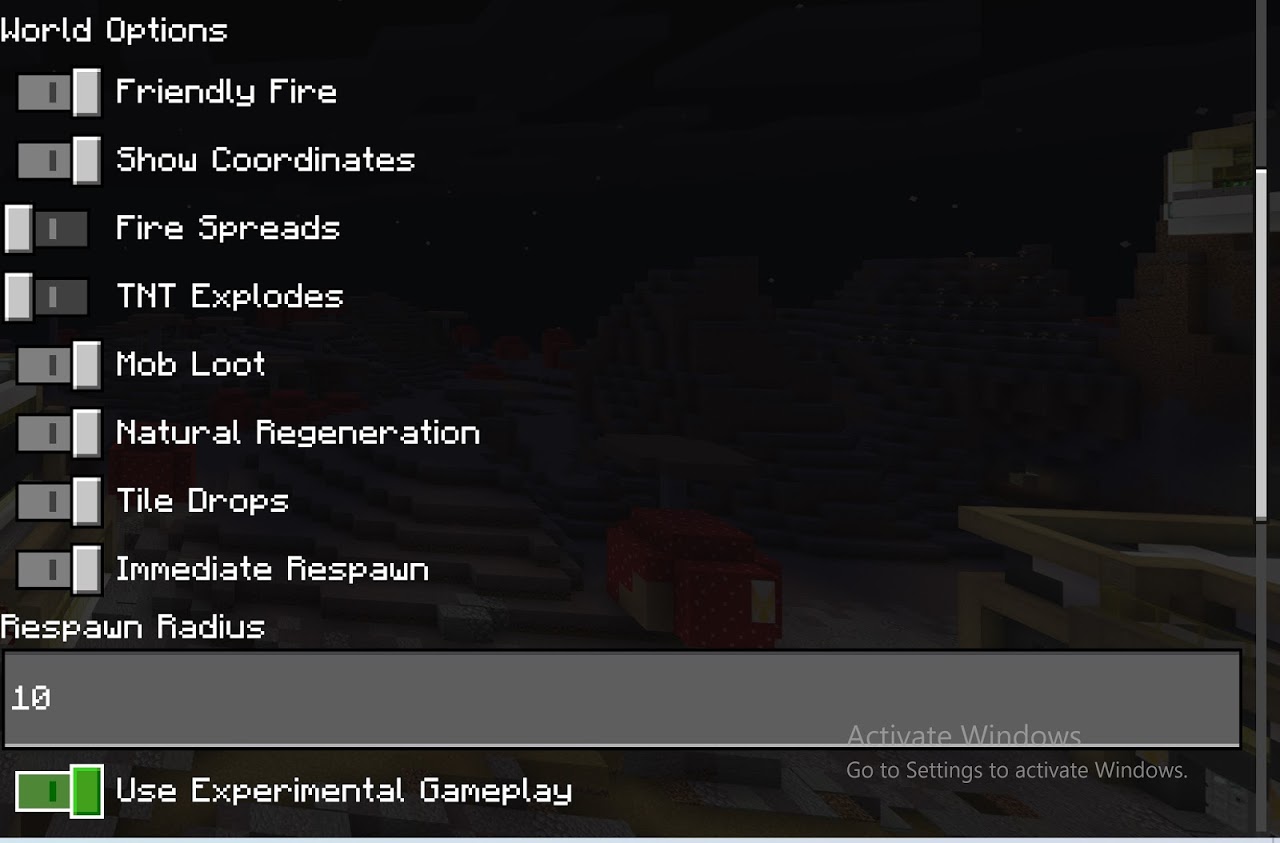 World Options
Friendly Fire
Show Coordinates
Fire Spreads
TNT Explodes
Mob Loot
Natural Regeneration
Tile Drops
Immediate Respawn
Respawn Radius
10
Activate Windows
Go to Settings to activate Windows.
Use Experimental Gameplay